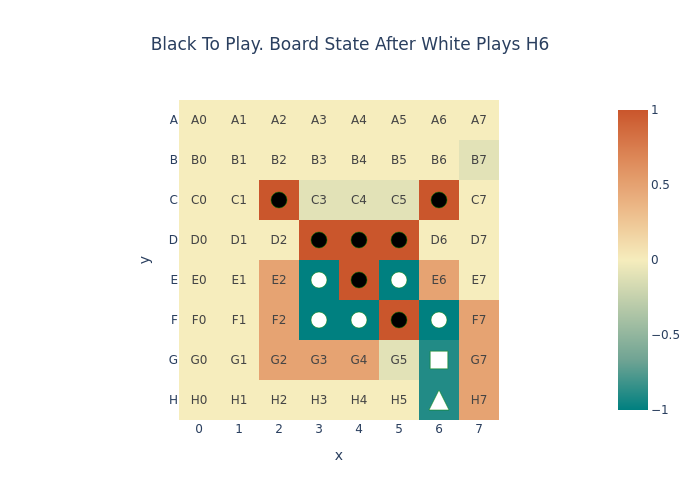 Black To Play. Board State After White Plays H6
A A0 A1 A2 A3 A4 A5 A6 A7
B B0 B1 B2 B3 B4 B5 B6 B7
C C0 C1 C3 C4 C5 C7
D D0 D1 D2 D6 D7
E E0 E1 E2 E6 E7
F F0 F1 F2 F7
G G0 G1 G2 G3 G4 G5 G7
H H0 H1 H2 H3 H4 H5 H7
0 1 2 3 4 5 6 7
x
y
1
0.5
0
−0.5
−1